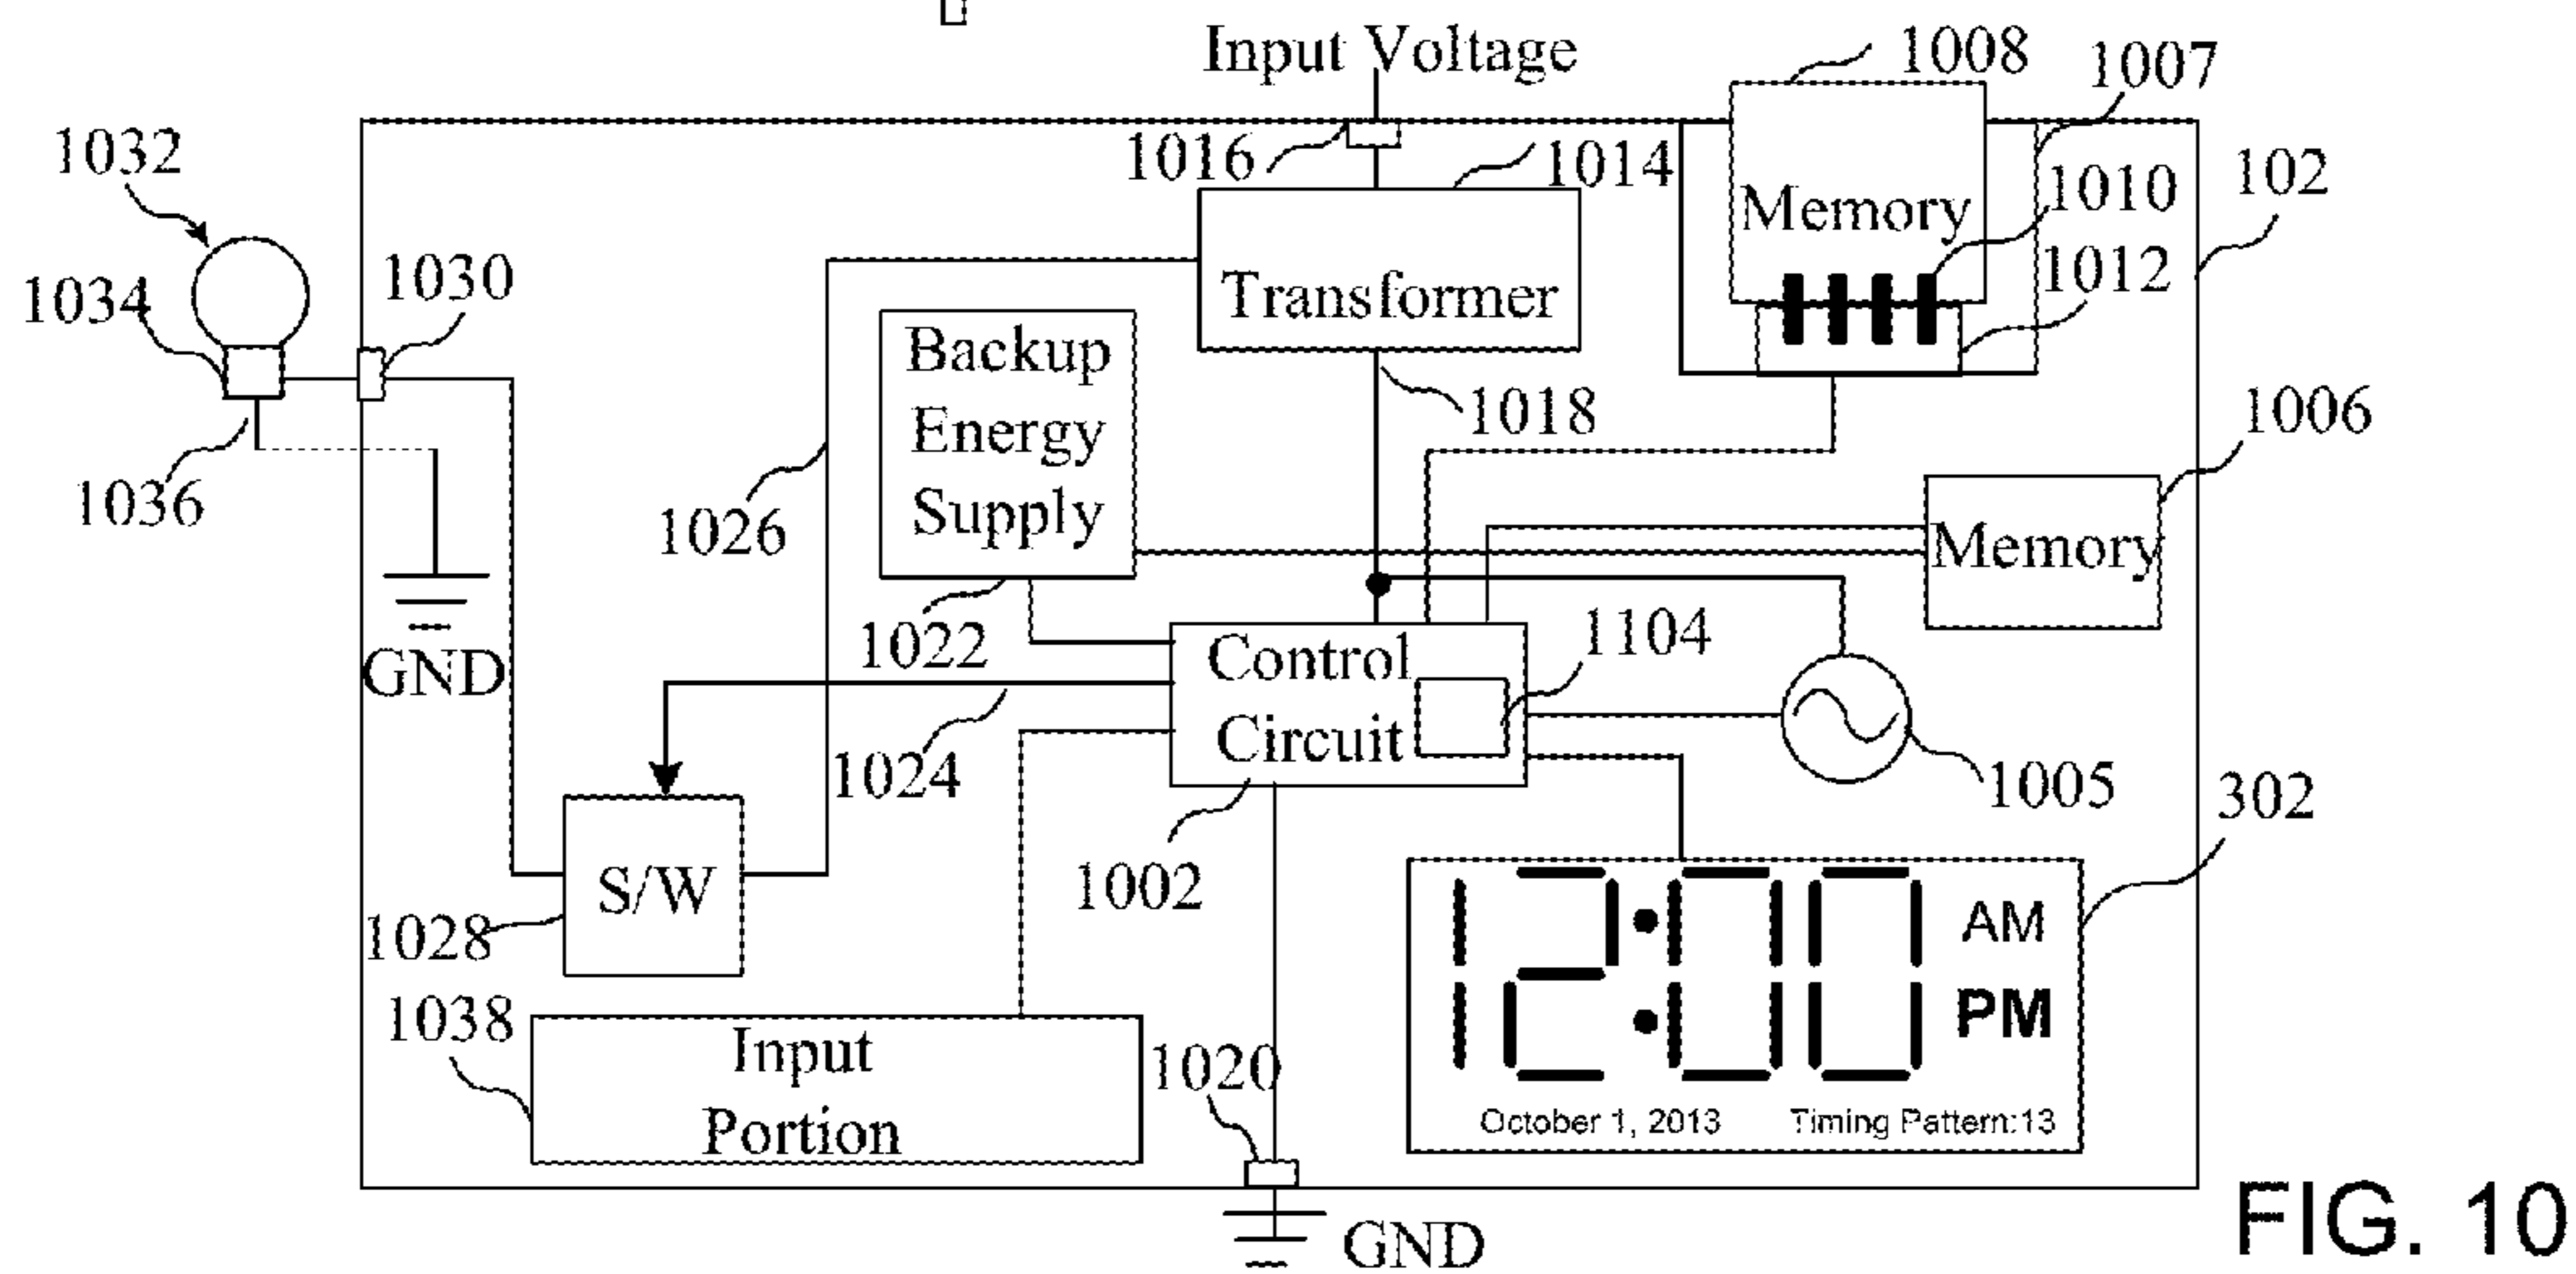 Input Voltage
1008
1007
1032
1016
1014
102
1010
Memory
1030
1012
1034
Transformer
Backup
Energy
Supply
1018
1006
1036
1026
Memory
1022
Control
Circuit
1104
GND
1024
1005
302
S/W
1002
1028
12:00
AM
PM
1038
Input
Portion
1020
October 1, 2013
Timing Pattern:13
GND
FIG. 10